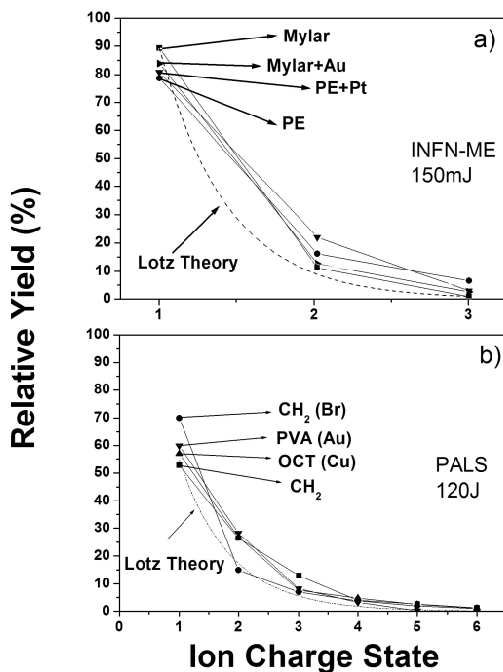 Relative Yield (%)
100
90
80
70
60
50
40
30
20
10
0
Mylar
a)
Mylar+Au
PE+Pt
PE
INFN-ME
150mJ
Lotz Theory
1
2
3
100
90
80
70
60
50
40
30
20
10
0
b)
CH₂ (Br)
PVA (Au)
OCT (Cu)
CH₂
PALS
120J
Lotz Theory
0
1
2
3
4
5
6
Ion Charge State